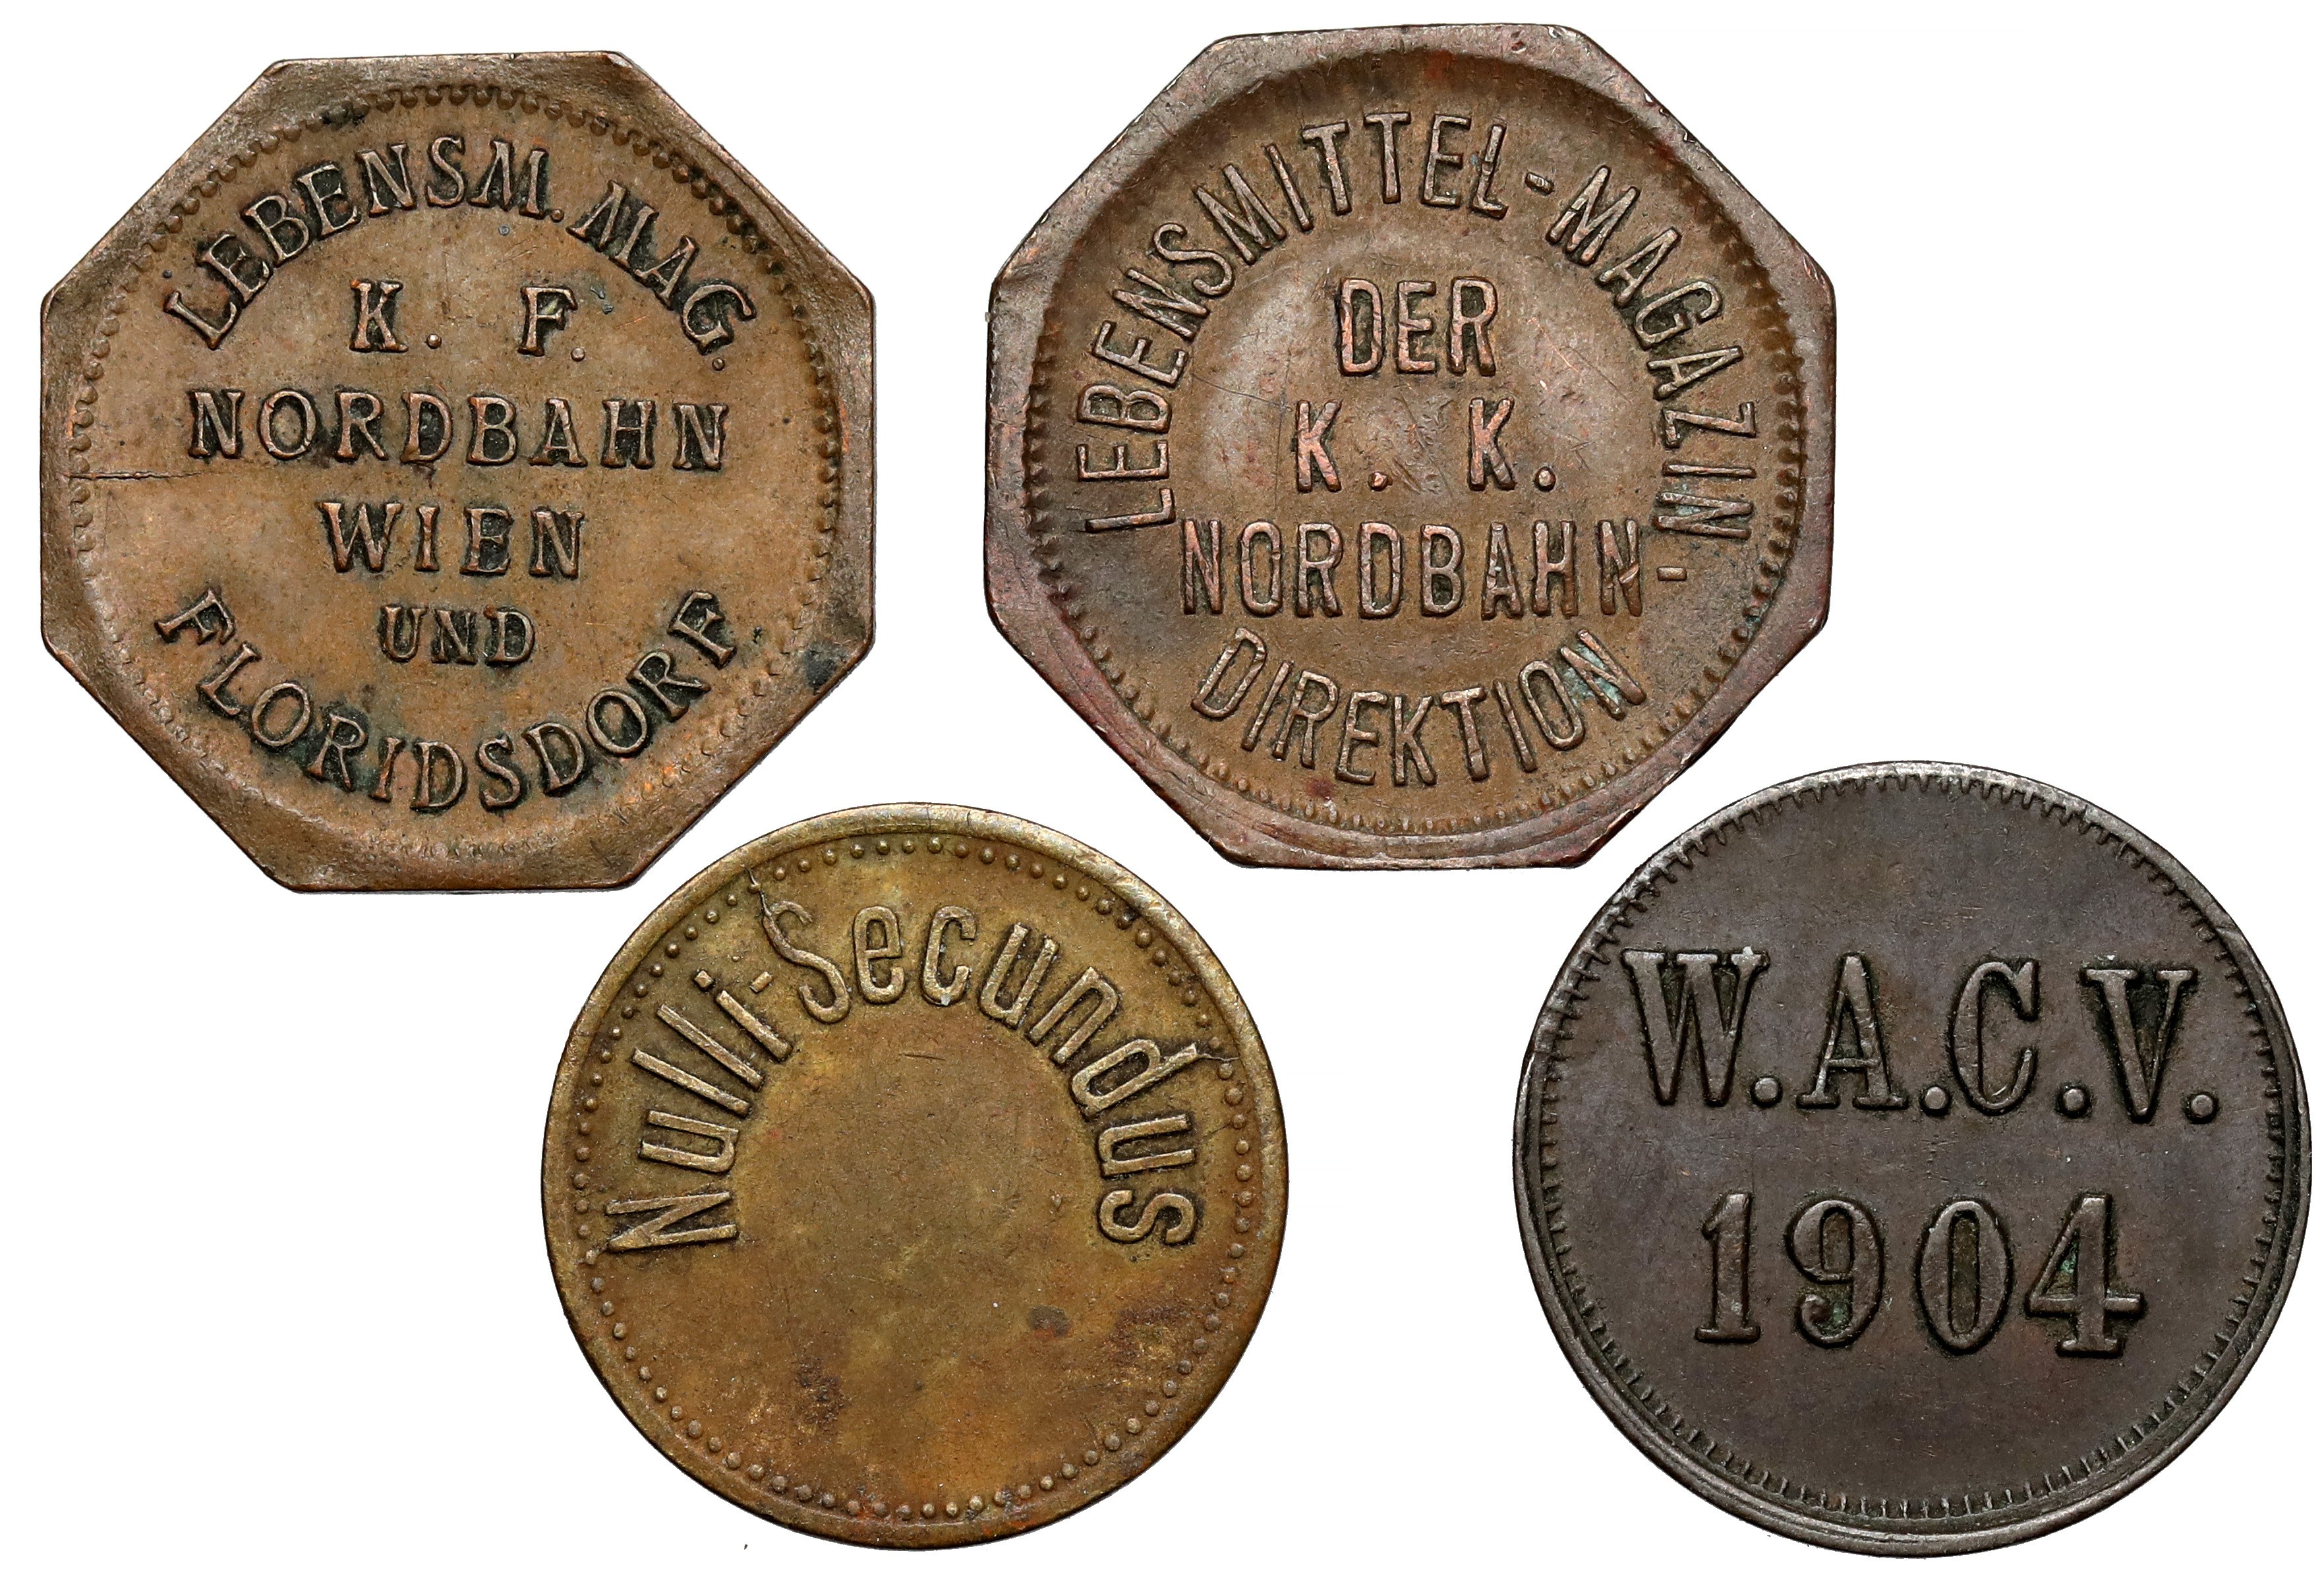 LEBENSM. MAG.
K. F.
NORDBAHN
WIEN
UND
FLORIDSDORF
LEBENSMITTEL-MAGAZIN
DER
K. K.
NORDBAHN-
DIREKTION
Nulli-Secundus
W.A.C.V.
1904